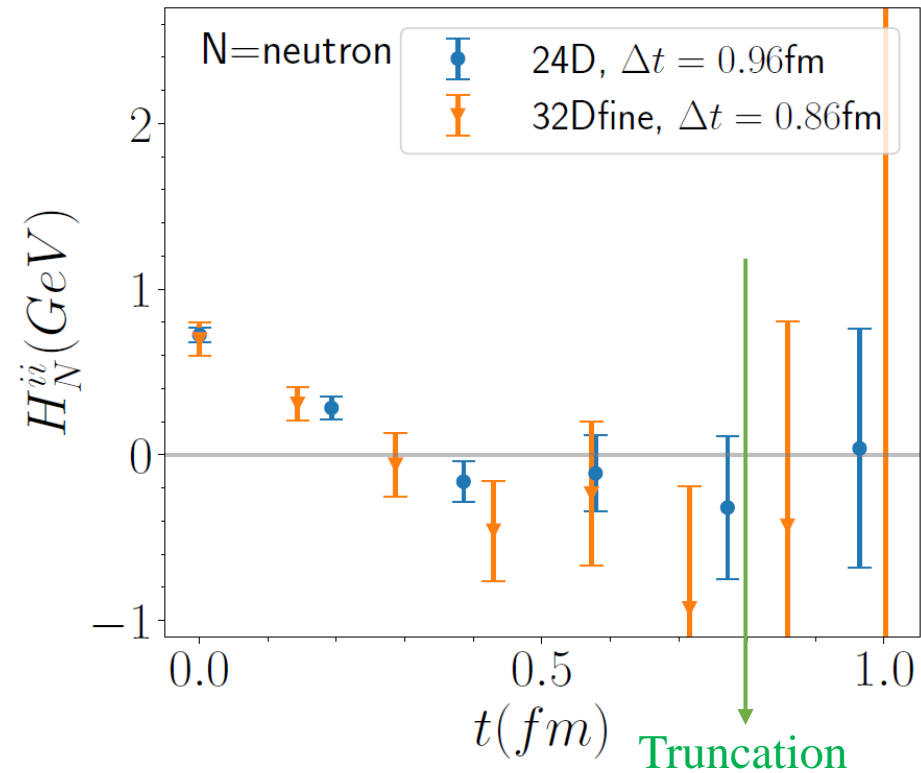 N=neutron
24D, Δt = 0.96fm
32Dfine, Δt = 0.86fm
H_N^{ii}(GeV)
2
1
0
−1
0.0
0.5
1.0
t(fm)
Truncation